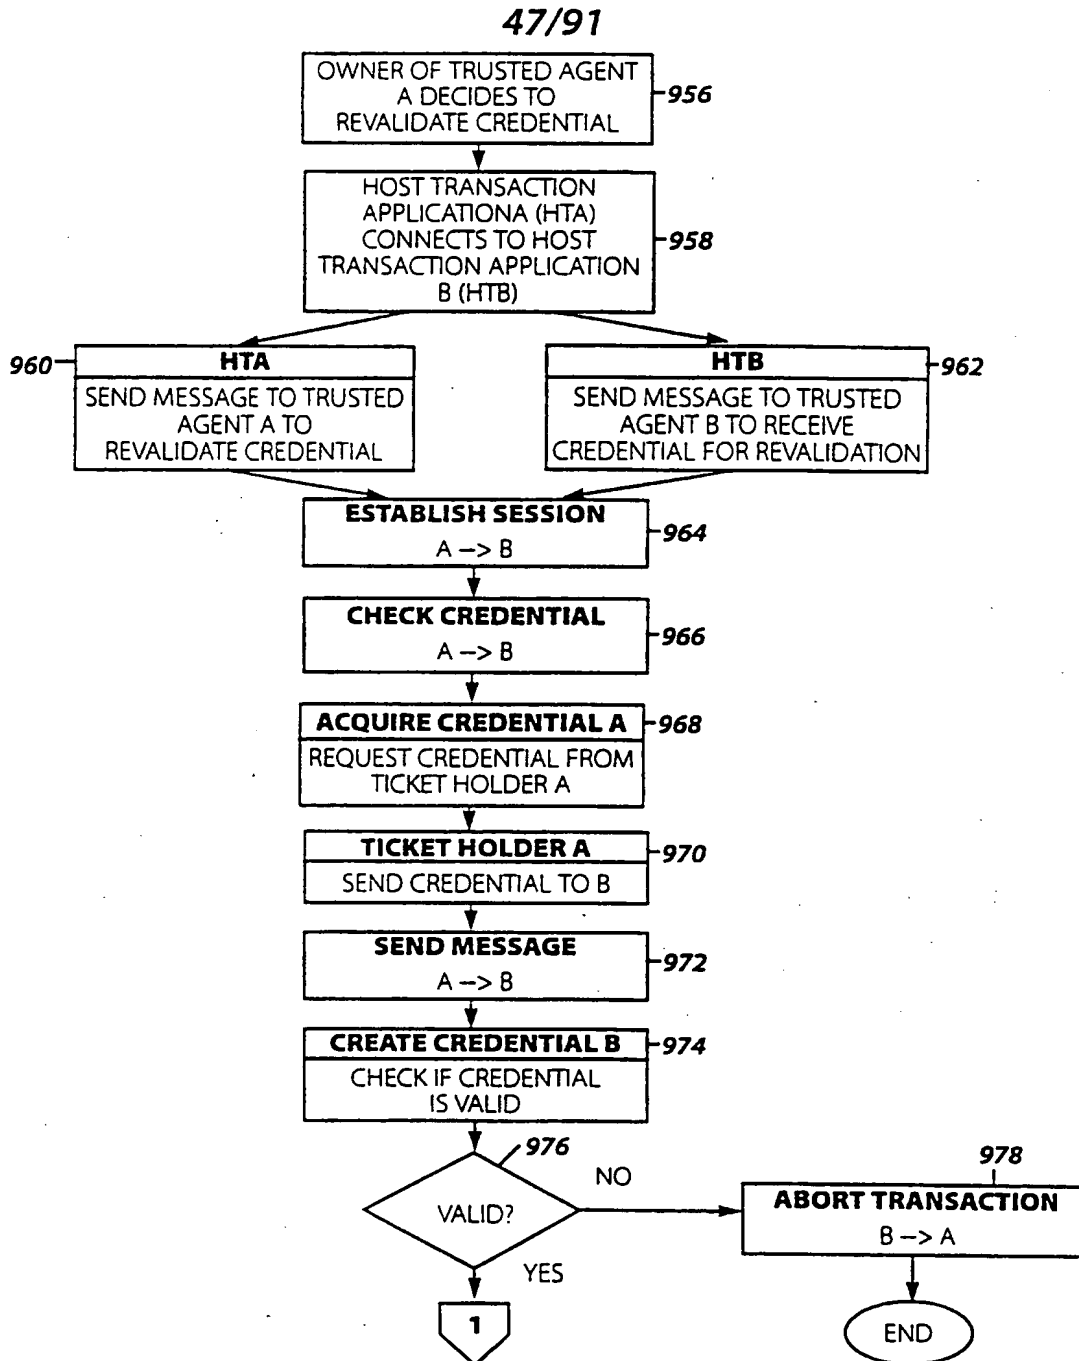 47/91
OWNER OF TRUSTED AGENT
A DECIDES TO
REVALIDATE CREDENTIAL
956
HOST TRANSACTION
APPLICATIONA (HTA)
CONNECTS TO HOST
TRANSACTION APPLICATION
B (HTB)
958
960
HTA
SEND MESSAGE TO TRUSTED
AGENT A TO
REVALIDATE CREDENTIAL
HTB
962
SEND MESSAGE TO TRUSTED
AGENT B TO RECEIVE
CREDENTIAL FOR REVALIDATION
ESTABLISH SESSION
A -> B
964
CHECK CREDENTIAL
A -> B
966
ACQUIRE CREDENTIAL A
968
REQUEST CREDENTIAL FROM
TICKET HOLDER A
TICKET HOLDER A
970
SEND CREDENTIAL TO B
SEND MESSAGE
A -> B
972
CREATE CREDENTIAL B
974
CHECK IF CREDENTIAL
IS VALID
976
VALID?
NO
YES
978
ABORT TRANSACTION
B -> A
1
END